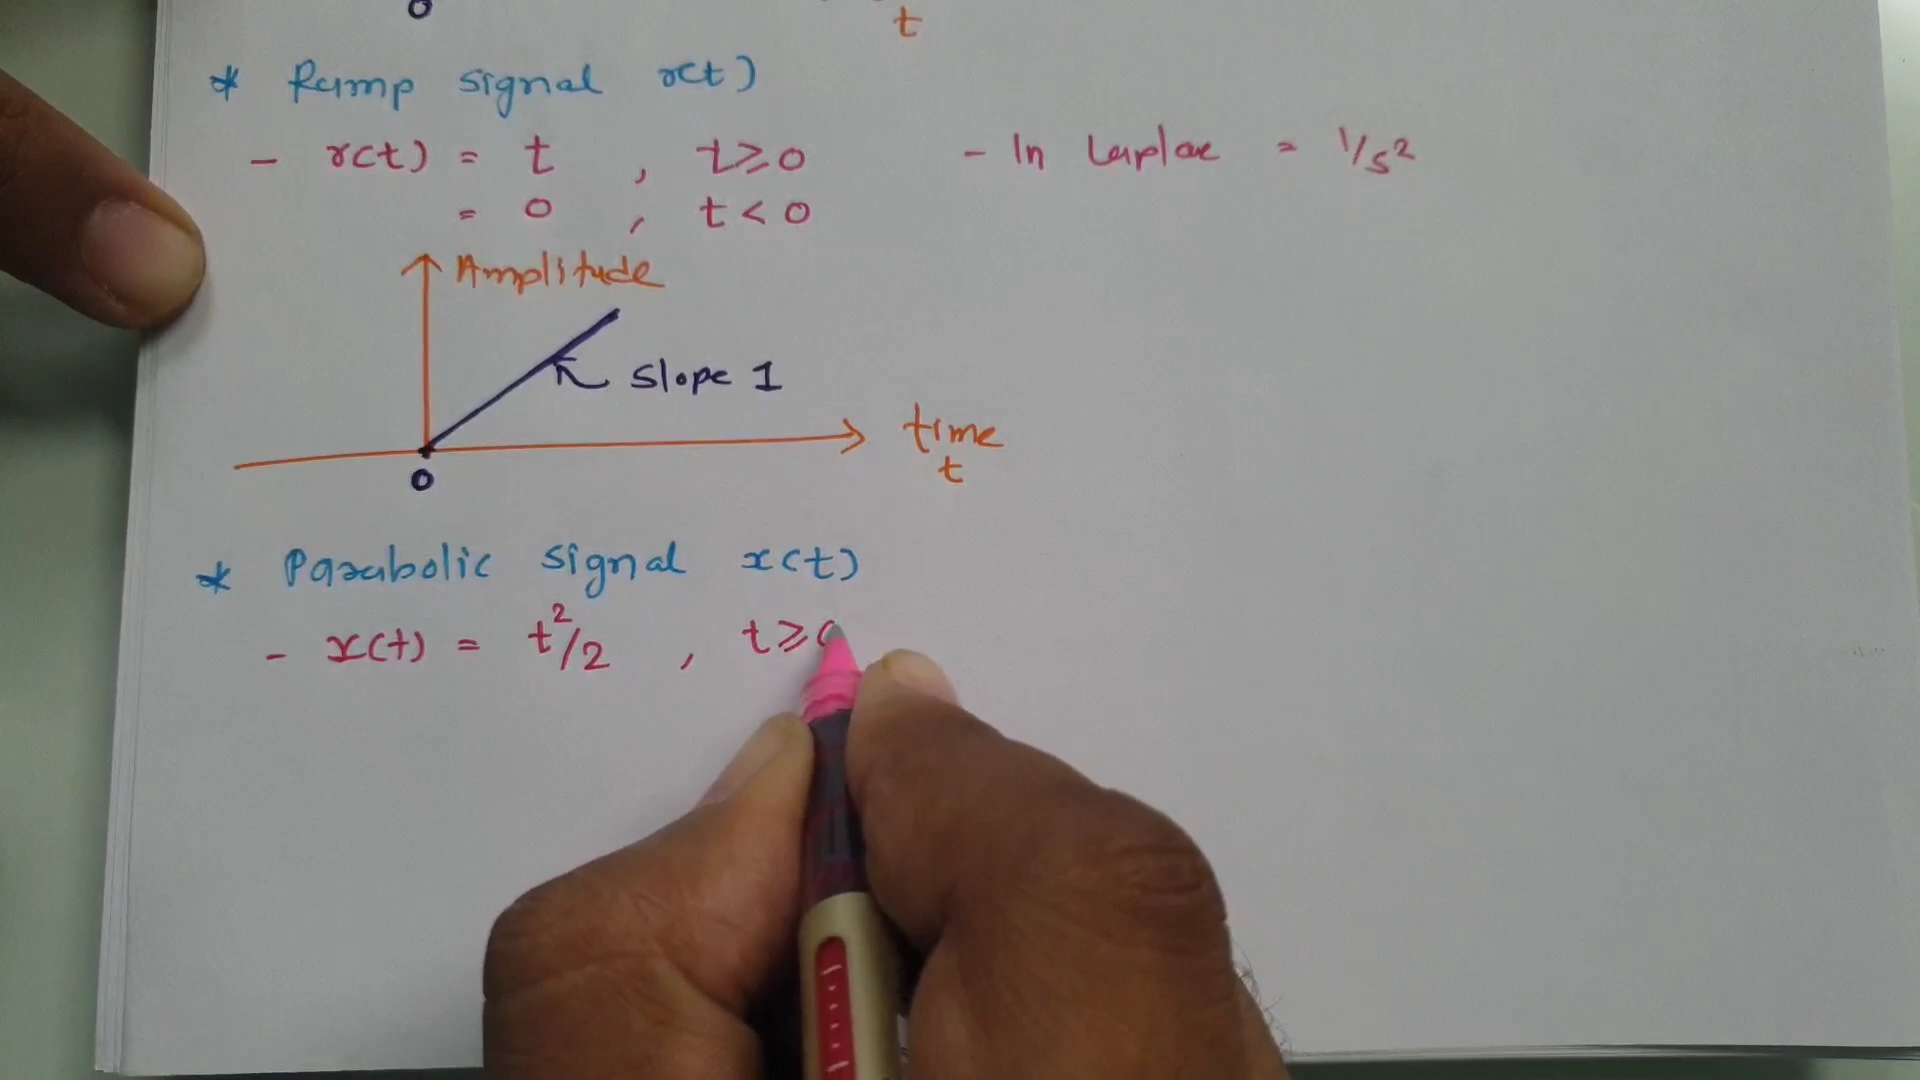 0
t
* Ramp signal r(t)
- r(t) = t , t≥0 - In Laplace = 1/s²
= 0 , t<0
Amplitude
slope 1
time
t
0
* Parabolic signal x(t)
- x(t) = t²/2 , t≥0